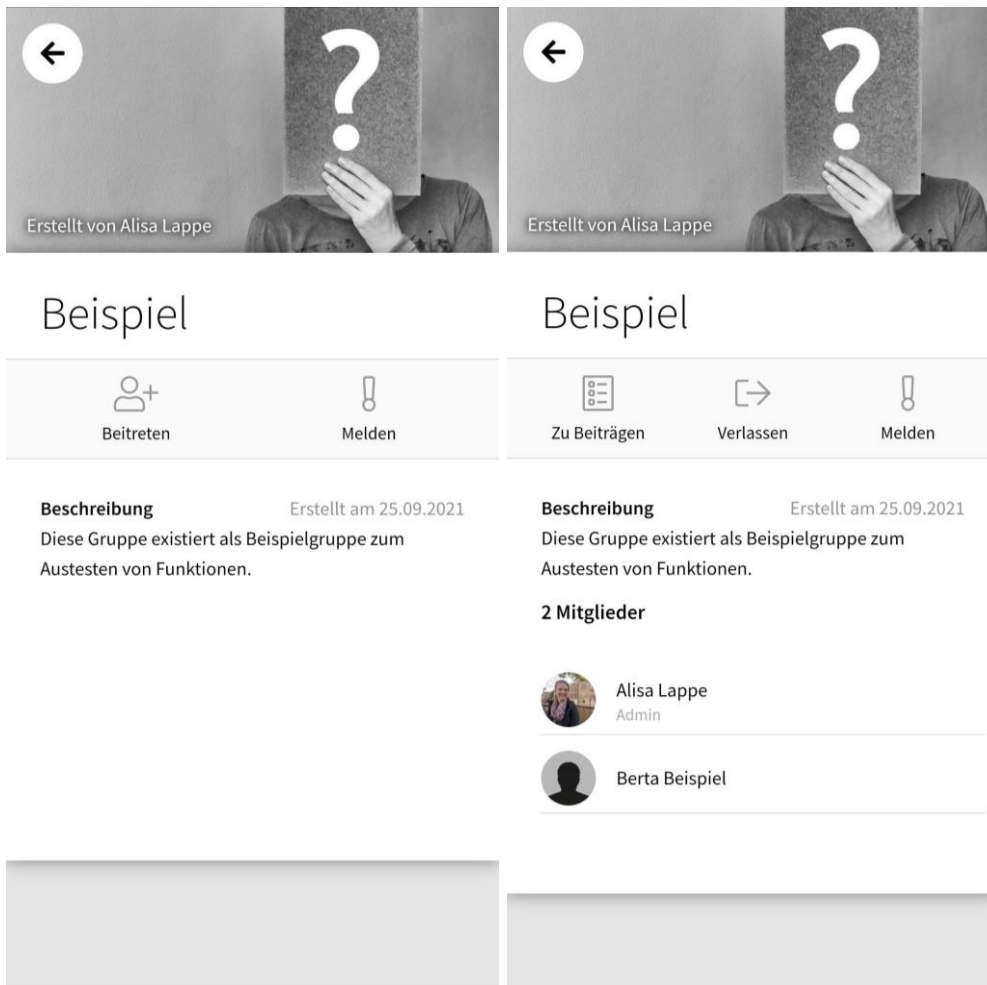 ?
Erstellt von Alisa Lappe
Beispiel
Beitreten
Melden
Beschreibung
Erstellt am 25.09.2021
Diese Gruppe existiert als Beispielgruppe zum
Austesten von Funktionen.
?
Erstellt von Alisa Lappe
Beispiel
Zu Beiträgen
Verlassen
Melden
Beschreibung
Erstellt am 25.09.2021
Diese Gruppe existiert als Beispielgruppe zum
Austesten von Funktionen.
2 Mitglieder
Alisa Lappe
Admin
Berta Beispiel